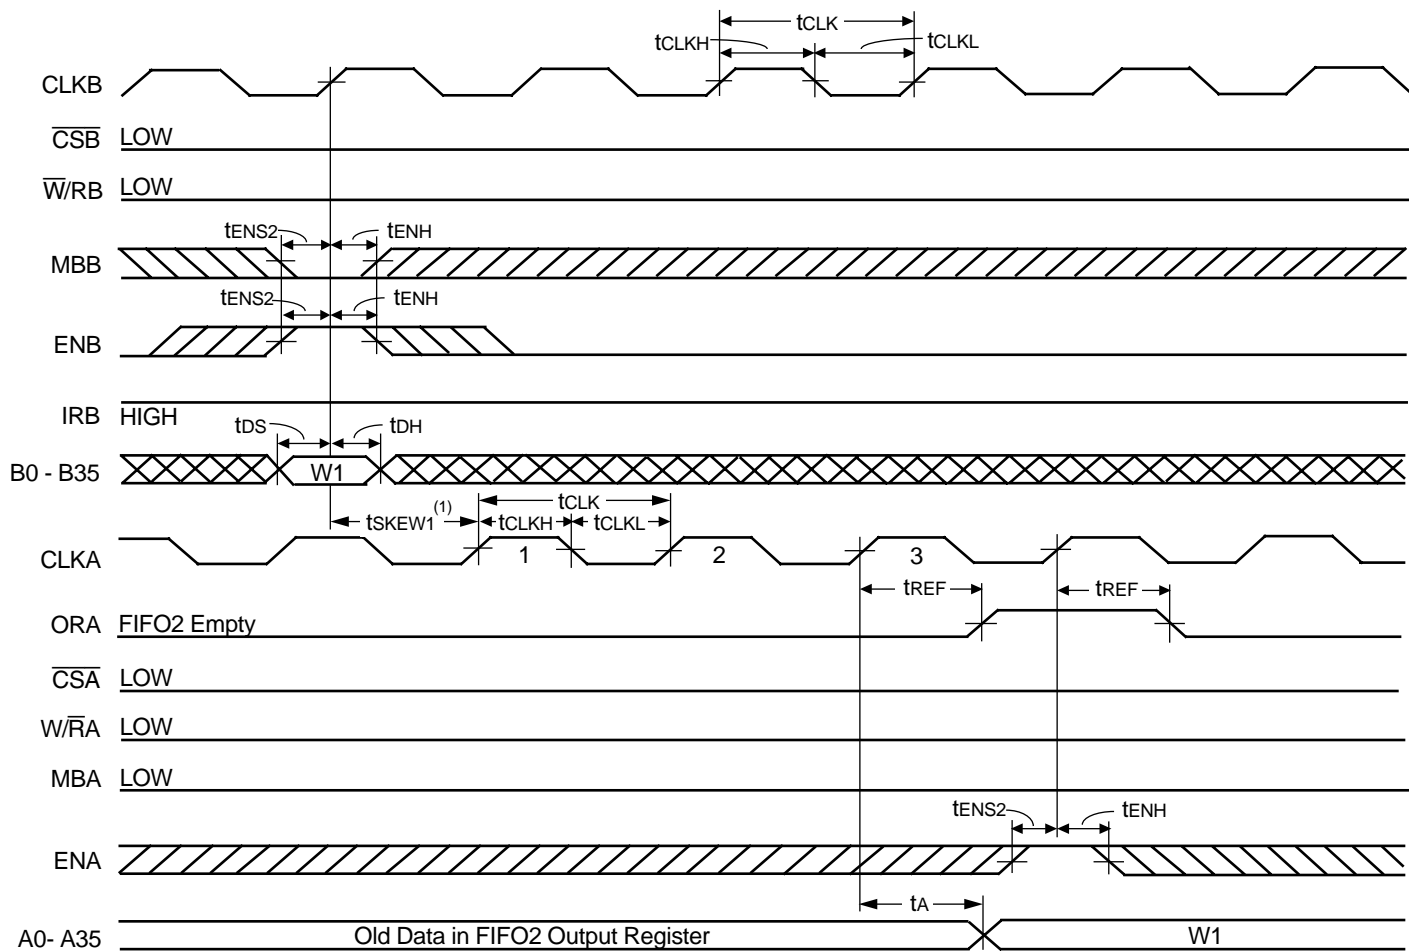 tCLK
tCLKH
tCLKL
CLKB
CSB LOW
W/RB LOW
tENS2 tENH
MBB
tENS2 tENH
ENB
IRB HIGH
tDS tDH
B0 - B35 W1
tCLK
tSKEW1(1) tCLKH tCLKL
CLKA 1 2 3
tREF tREF
ORA FIFO2 Empty
CSA LOW
W/RA LOW
MBA LOW
tENS2 tENH
ENA
tA
A0- A35 Old Data in FIFO2 Output Register W1